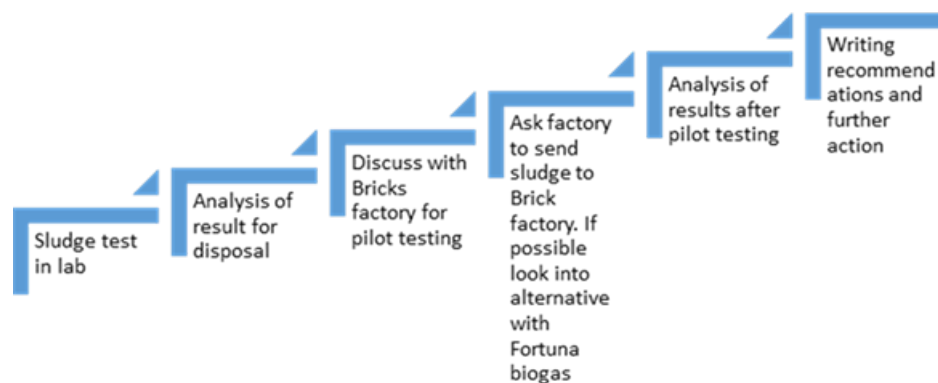 Sludge test
in lab
Analysis of
result for
disposal
Discuss with
Bricks
factory for
pilot testing
Ask factory
to send
sludge to
Brick
factory. If
possible
look into
alternative
with
Fortuna
biogas
Analysis of
results after
pilot testing
Writing
recommend
ations and
further
action